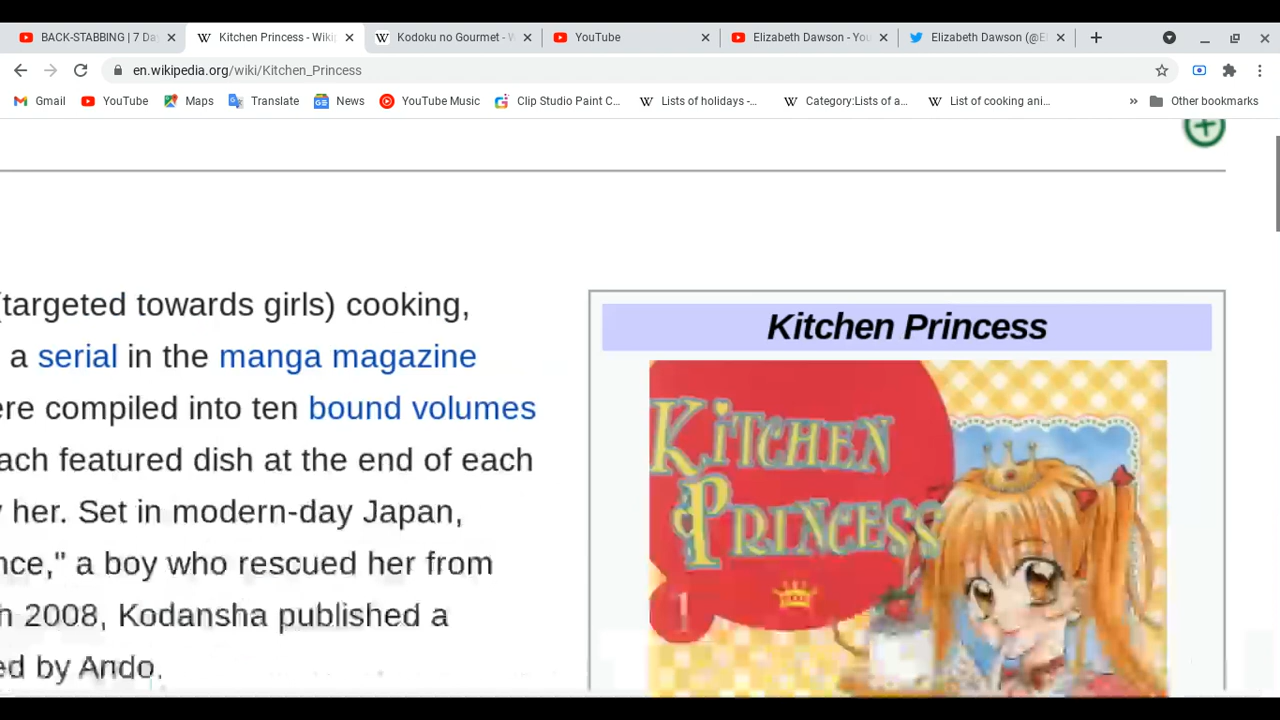 BACK-STABBING | 7 Da
Kitchen Princess - Wikip
Kodoku no Gourmet - W
YouTube
Elizabeth Dawson - You
Elizabeth Dawson (@E
en.wikipedia.org/wiki/Kitchen_Princess
Gmail
YouTube
Maps
Translate
News
YouTube Music
Clip Studio Paint C...
Lists of holidays -...
Category:Lists of a...
List of cooking ani...
Other bookmarks
(targeted towards girls) cooking,
a serial in the manga magazine
ere compiled into ten bound volumes
ach featured dish at the end of each
her. Set in modern-day Japan,
nce," a boy who rescued her from
h 2008, Kodansha published a
ed by Ando.
Kitchen Princess
KITCHEN
PRINCESS
1